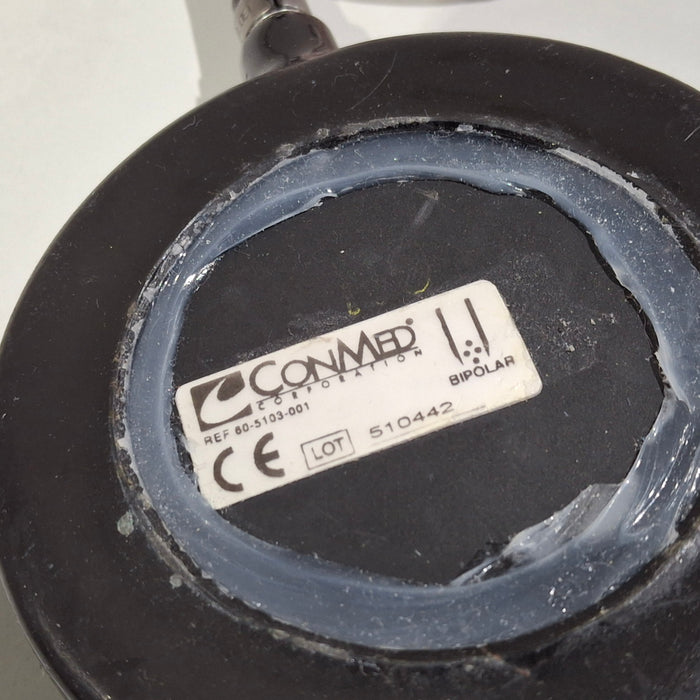 CONMED®
CORPORATION
REF 60-5103-001
BIPOLAR
CE
LOT 510442